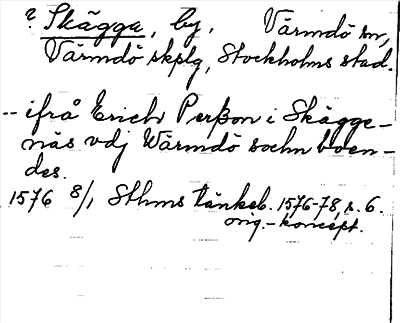 ? Skägga, by, Värmdö sn,
Värmdö skplg, Stockholms stad.
-- ifrå Erich Perßon i Skägge-
näs vdj Wärmdö sochn boen-
des.
1576 8/1 Sthms tänkeb. 1576-78, s. 6.
orig.-koncept.